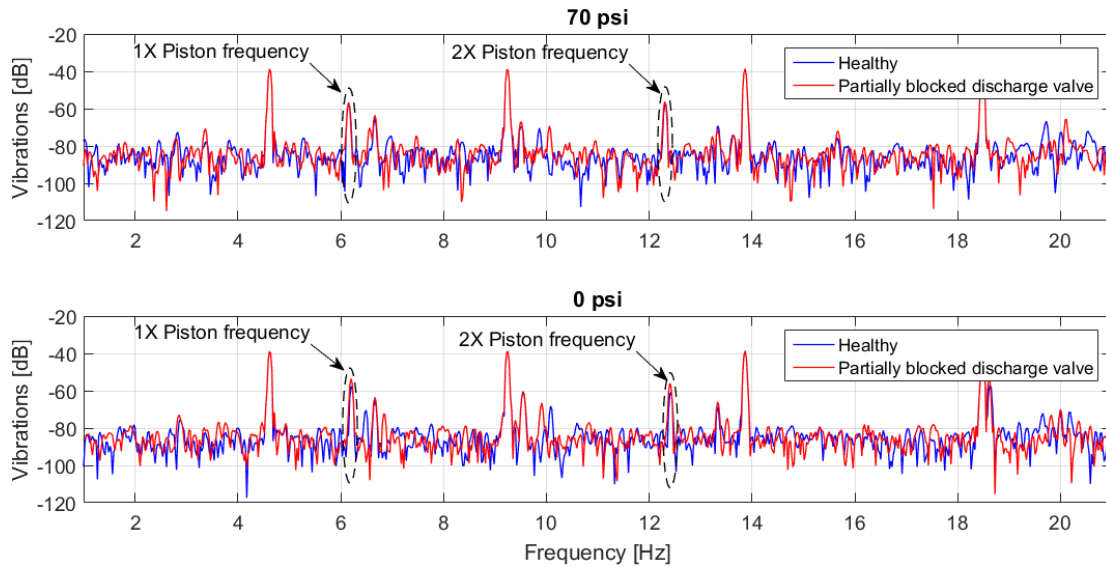 70 psi
1X Piston frequency
2X Piston frequency
Healthy
Partially blocked discharge valve
Vibrations [dB]
-20
-40
-60
-80
-100
-120
2 4 6 8 10 12 14 16 18 20
0 psi
1X Piston frequency
2X Piston frequency
Healthy
Partially blocked discharge valve
Vibrations [dB]
-20
-40
-60
-80
-100
-120
2 4 6 8 10 12 14 16 18 20
Frequency [Hz]